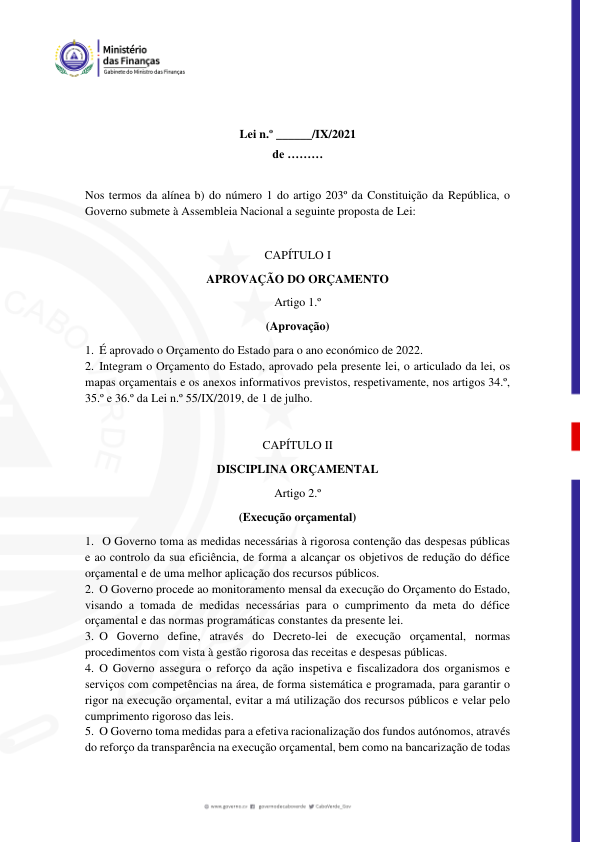 Ministério
das Finanças
Gabinete do Ministro das Finanças
Lei n.º ______/IX/2021
de ………
Nos termos da alínea b) do número 1 do artigo 203º da Constituição da República, o
Governo submete à Assembleia Nacional a seguinte proposta de Lei:
CAPÍTULO I
APROVAÇÃO DO ORÇAMENTO
Artigo 1.º
(Aprovação)
1. É aprovado o Orçamento do Estado para o ano económico de 2022.
2. Integram o Orçamento do Estado, aprovado pela presente lei, o articulado da lei, os
mapas orçamentais e os anexos informativos previstos, respetivamente, nos artigos 34.º,
35.º e 36.º da Lei n.º 55/IX/2019, de 1 de julho.
CAPÍTULO II
DISCIPLINA ORÇAMENTAL
Artigo 2.º
(Execução orçamental)
1. O Governo toma as medidas necessárias à rigorosa contenção das despesas públicas
e ao controlo da sua eficiência, de forma a alcançar os objetivos de redução do défice
orçamental e de uma melhor aplicação dos recursos públicos.
2. O Governo procede ao monitoramento mensal da execução do Orçamento do Estado,
visando a tomada de medidas necessárias para o cumprimento da meta do défice
orçamental e das normas programáticas constantes da presente lei.
3. O Governo define, através do Decreto-lei de execução orçamental, normas
procedimentos com vista à gestão rigorosa das receitas e despesas públicas.
4. O Governo assegura o reforço da ação inspetiva e fiscalizadora dos organismos e
serviços com competências na área, de forma sistemática e programada, para garantir o
rigor na execução orçamental, evitar a má utilização dos recursos públicos e velar pelo
cumprimento rigoroso das leis.
5. O Governo toma medidas para a efetiva racionalização dos fundos autónomos, através
do reforço da transparência na execução orçamental, bem como na bancarização de todas
www.governo.cv governodecaboverde CaboVerde_Gov